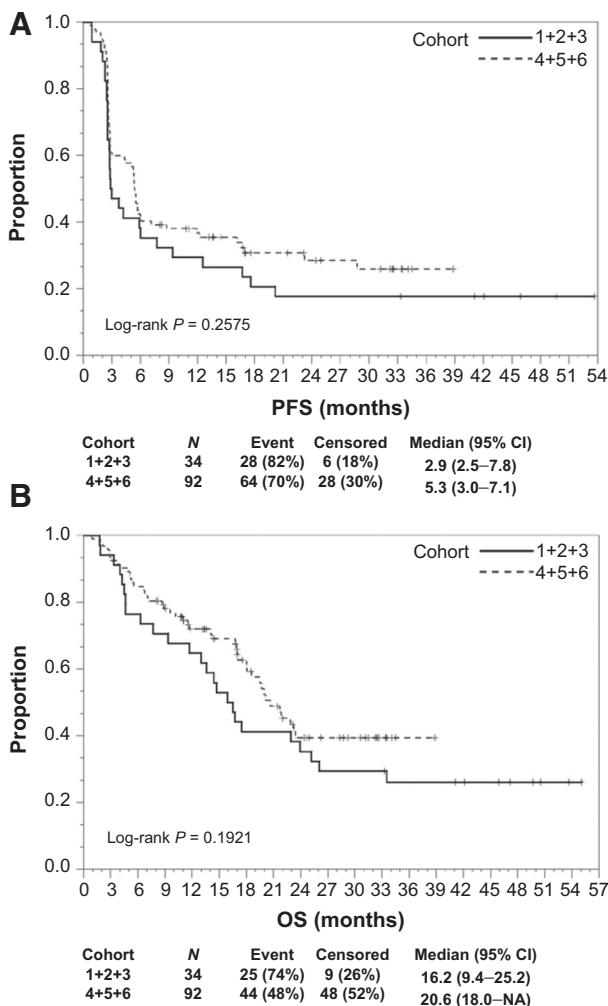 A
1.0
0.8
0.6
0.4
0.2
0.0
Proportion
Cohort 1+2+3
4+5+6
Log-rank P = 0.2575
0 3 6 9 12 15 18 21 24 27 30 33 36 39 42 45 48 51 54
PFS (months)
Cohort N Event Censored Median (95% CI)
1+2+3 34 28 (82%) 6 (18%) 2.9 (2.5–7.8)
4+5+6 92 64 (70%) 28 (30%) 5.3 (3.0–7.1)
B
1.0
0.8
0.6
0.4
0.2
0.0
Proportion
Cohort 1+2+3
4+5+6
Log-rank P = 0.1921
0 3 6 9 12 15 18 21 24 27 30 33 36 39 42 45 48 51 54 57
OS (months)
Cohort N Event Censored Median (95% CI)
1+2+3 34 25 (74%) 9 (26%) 16.2 (9.4–25.2)
4+5+6 92 44 (48%) 48 (52%) 20.6 (18.0–NA)